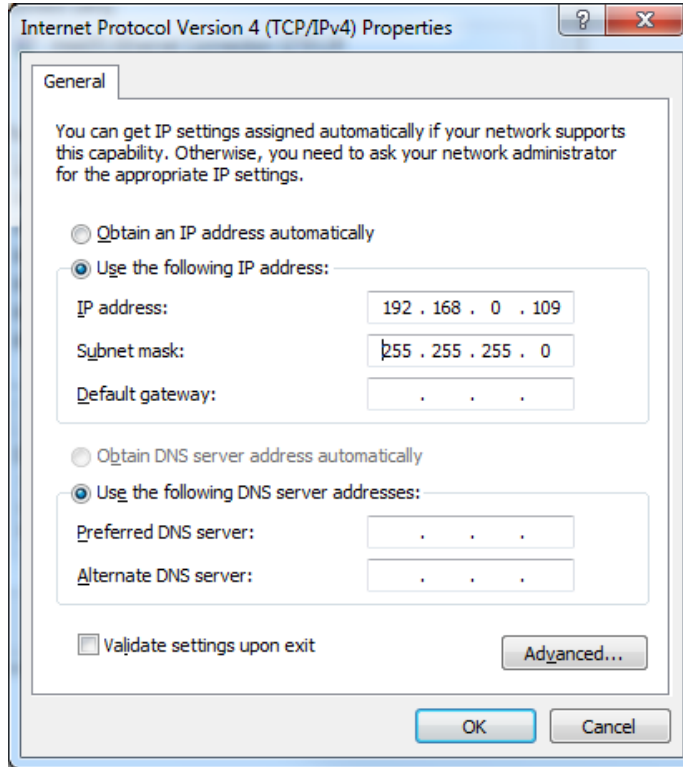 Internet Protocol Version 4 (TCP/IPv4) Properties
General
You can get IP settings assigned automatically if your network supports
this capability. Otherwise, you need to ask your network administrator
for the appropriate IP settings.
Obtain an IP address automatically
Use the following IP address:
IP address: 192 . 168 . 0 . 109
Subnet mask: 255 . 255 . 255 . 0
Default gateway: . . .
Obtain DNS server address automatically
Use the following DNS server addresses:
Preferred DNS server: . . .
Alternate DNS server: . . .
Validate settings upon exit
Advanced...
OK Cancel